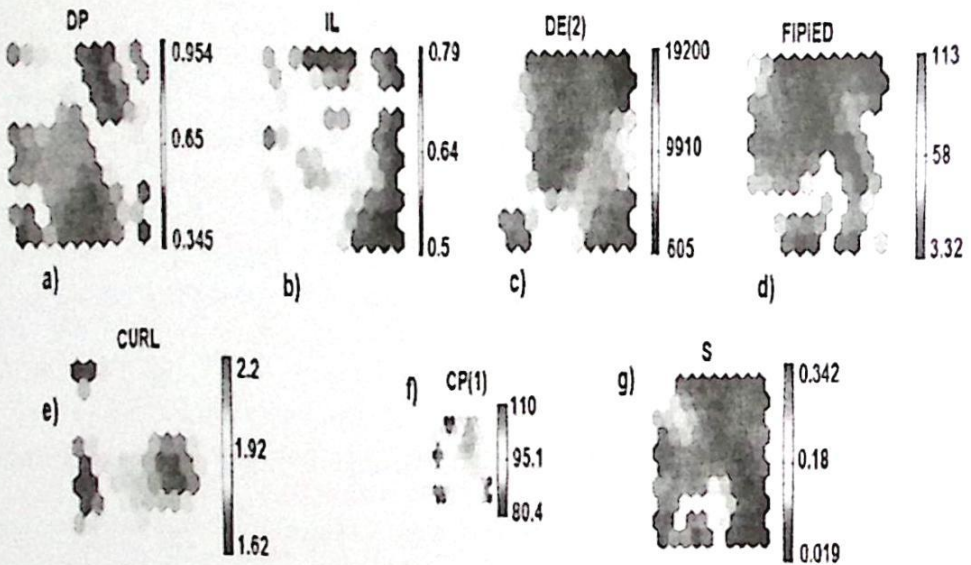 DP
0.954
0.65
0.345
a)
IL
0.79
0.64
0.5
b)
DE(2)
19200
9910
605
c)
FIPIED
113
58
3.32
d)
CURL
2.2
1.92
1.62
e)
f)
CP(1)
110
95.1
80.4
g)
S
0.342
0.18
0.019